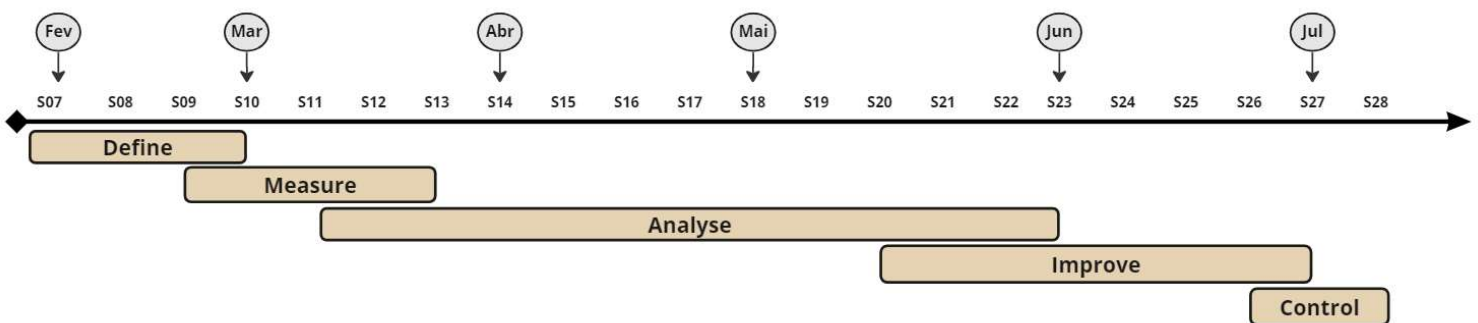 Fev Mar Abr Mai Jun Jul
S07 S08 S09 S10 S11 S12 S13 S14 S15 S16 S17 S18 S19 S20 S21 S22 S23 S24 S25 S26 S27 S28
Define
Measure
Analyse
Improve
Control